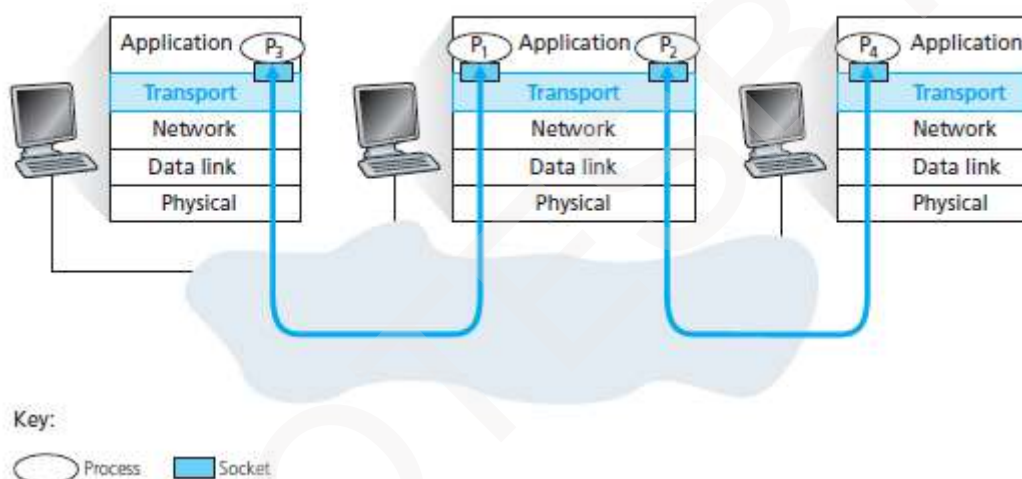 Application P3
P1 Application P2
P4 Application
Transport
Transport
Transport
Network
Network
Network
Data link
Data link
Data link
Physical
Physical
Physical
Key:
Process Socket